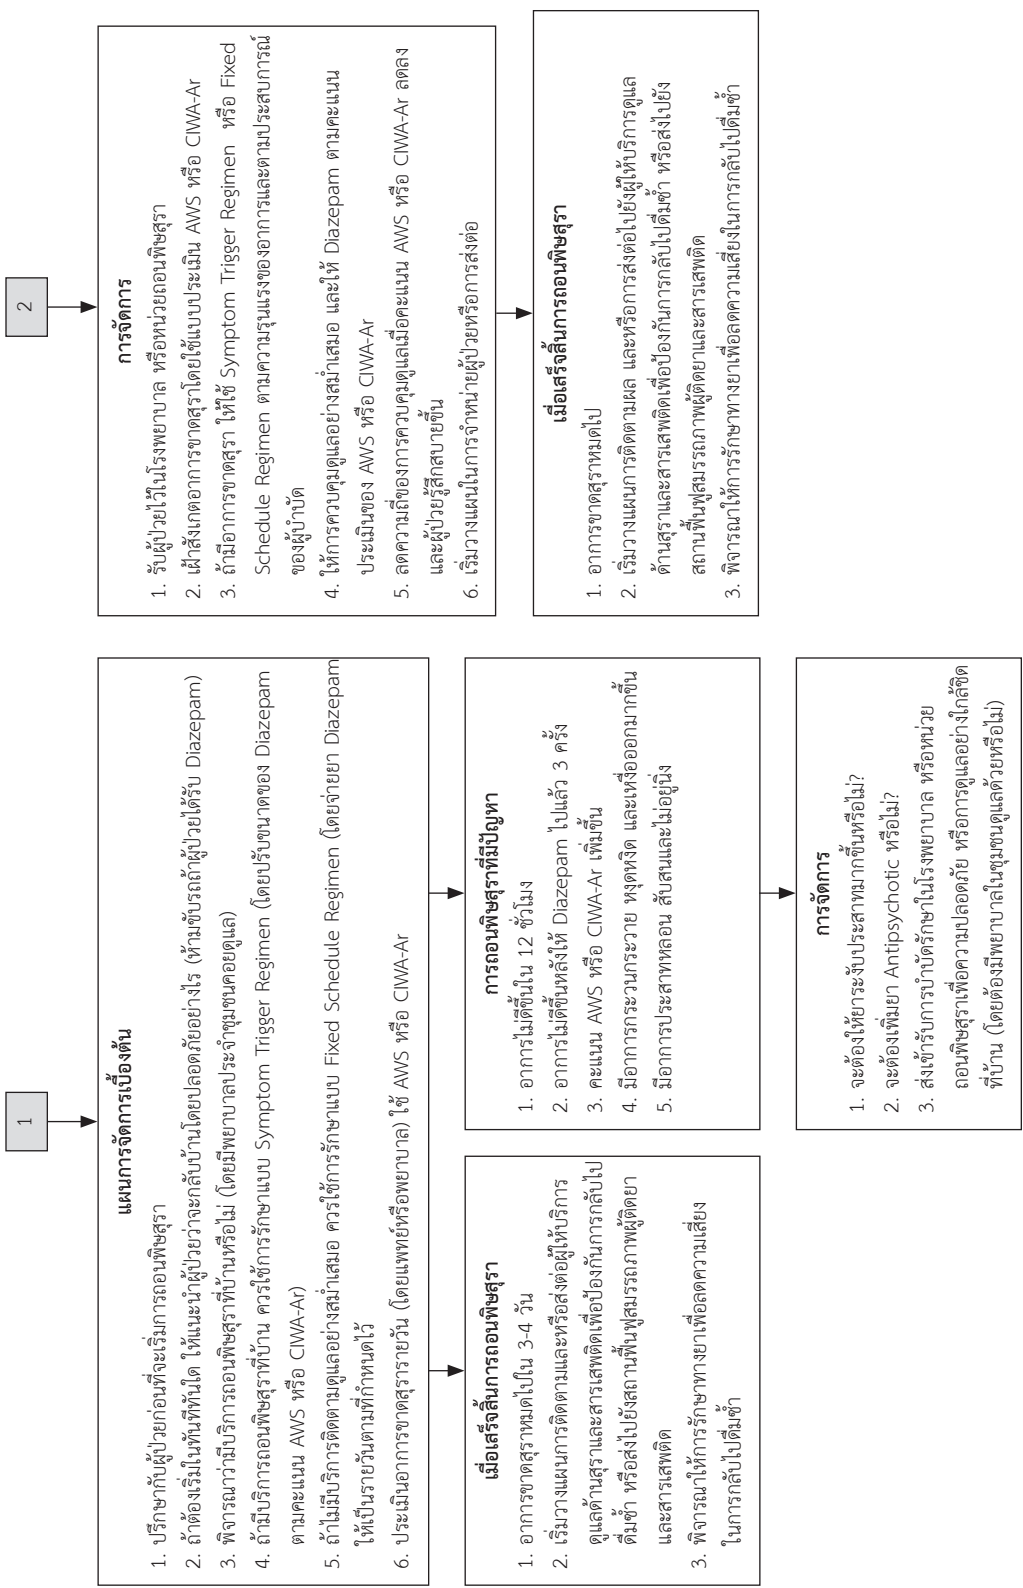 1
แผนการจัดการเบื้องต้น
1. ปรึกษากับผู้ป่วยก่อนที่จะเริ่มการถอนพิษสุรา
2. ถ้าต้องเริ่มในทันทีทันใด ให้แนะนำผู้ป่วยว่าจะกลับบ้านโดยปลอดภัยอย่างไร (ห้ามขับรถถ้าผู้ป่วยได้รับ Diazepam)
3. พิจารณาว่ามีบริการถอนพิษสุราที่บ้านหรือไม่ (โดยมีพยาบาลประจำชุมชนคอยดูแล)
4. ถ้ามีบริการถอนพิษสุราที่บ้าน ควรใช้การรักษาแบบ Symptom Trigger Regimen (โดยปรับขนาดของ Diazepam
ตามคะแนน AWS หรือ CIWA-Ar)
5. ถ้าไม่มีบริการติดตามดูแลอย่างสม่ำเสมอ ควรใช้การรักษาแบบ Fixed Schedule Regimen (โดยจ่ายยา Diazepam
ให้เป็นรายวันตามที่กำหนดไว้
6. ประเมินอาการขาดสุรารายวัน (โดยแพทย์หรือพยาบาล) ใช้ AWS หรือ CIWA-Ar
เมื่อเสร็จสิ้นการถอนพิษสุรา
1. อาการขาดสุราหมดไปใน 3-4 วัน
2. เริ่มวางแผนการติดตามและหรือส่งต่อผู้ให้บริการ
ดูแลด้านสุราและสารเสพติดเพื่อป้องกันการกลับไป
ดื่มซ้ำ หรือส่งไปยังสถานฟื้นฟูสมรรถภาพผู้ติดยา
และสารเสพติด
3. พิจารณาให้การรักษาทางยาเพื่อลดความเสี่ยง
ในการกลับไปดื่มซ้ำ
การถอนพิษสุราที่มีปัญหา
1. อาการไม่ดีขึ้นใน 12 ชั่วโมง
2. อาการไม่ดีขึ้นหลังให้ Diazepam ไปแล้ว 3 ครั้ง
3. คะแนน AWS หรือ CIWA-Ar เพิ่มขึ้น
4. มีอาการกระวนกระวาย หงุดหงิด และเหงื่อออกมากขึ้น
5. มีอาการประสาทหลอน สับสนและไม่อยู่นิ่ง
การจัดการ
1. จะต้องให้ยาระงับประสาทมากขึ้นหรือไม่?
2. จะต้องเพิ่มยา Antipsychotic หรือไม่?
3. ส่งเข้ารับการบำบัดรักษาในโรงพยาบาล หรือหน่วย
ถอนพิษสุราเพื่อความปลอดภัย หรือการดูแลอย่างใกล้ชิด
ที่บ้าน (โดยต้องมีพยาบาลในชุมชนดูแลด้วยหรือไม่)
2
การจัดการ
1. รับผู้ป่วยไว้ในโรงพยาบาล หรือหน่วยถอนพิษสุรา
2. เฝ้าสังเกตอาการขาดสุราโดยใช้แบบประเมิน AWS หรือ CIWA-Ar
3. ถ้ามีอาการขาดสุรา ให้ใช้ Symptom Trigger Regimen หรือ Fixed
Schedule Regimen ตามความรุนแรงของอาการและตามประสบการณ์
ของผู้บำบัด
4. ให้การควบคุมดูแลอย่างสม่ำเสมอ และให้ Diazepam ตามคะแนน
ประเมินของ AWS หรือ CIWA-Ar
5. ลดความถี่ของการควบคุมดูแลเมื่อคะแนน AWS หรือ CIWA-Ar ลดลง
และผู้ป่วยรู้สึกสบายขึ้น
6. เริ่มวางแผนในการจำหน่ายผู้ป่วยหรือการส่งต่อ
เมื่อเสร็จสิ้นการถอนพิษสุรา
1. อาการขาดสุราหมดไป
2. เริ่มวางแผนการติดตามผล และหรือการส่งต่อไปยังผู้ให้บริการดูแล
ด้านสุราและสารเสพติดเพื่อป้องกันการกลับไปดื่มซ้ำ หรือส่งไปยัง
สถานฟื้นฟูสมรรถภาพผู้ติดยาและสารเสพติด
3. พิจารณาให้การรักษาทางยาเพื่อลดความเสี่ยงในการกลับไปดื่มซ้ำ